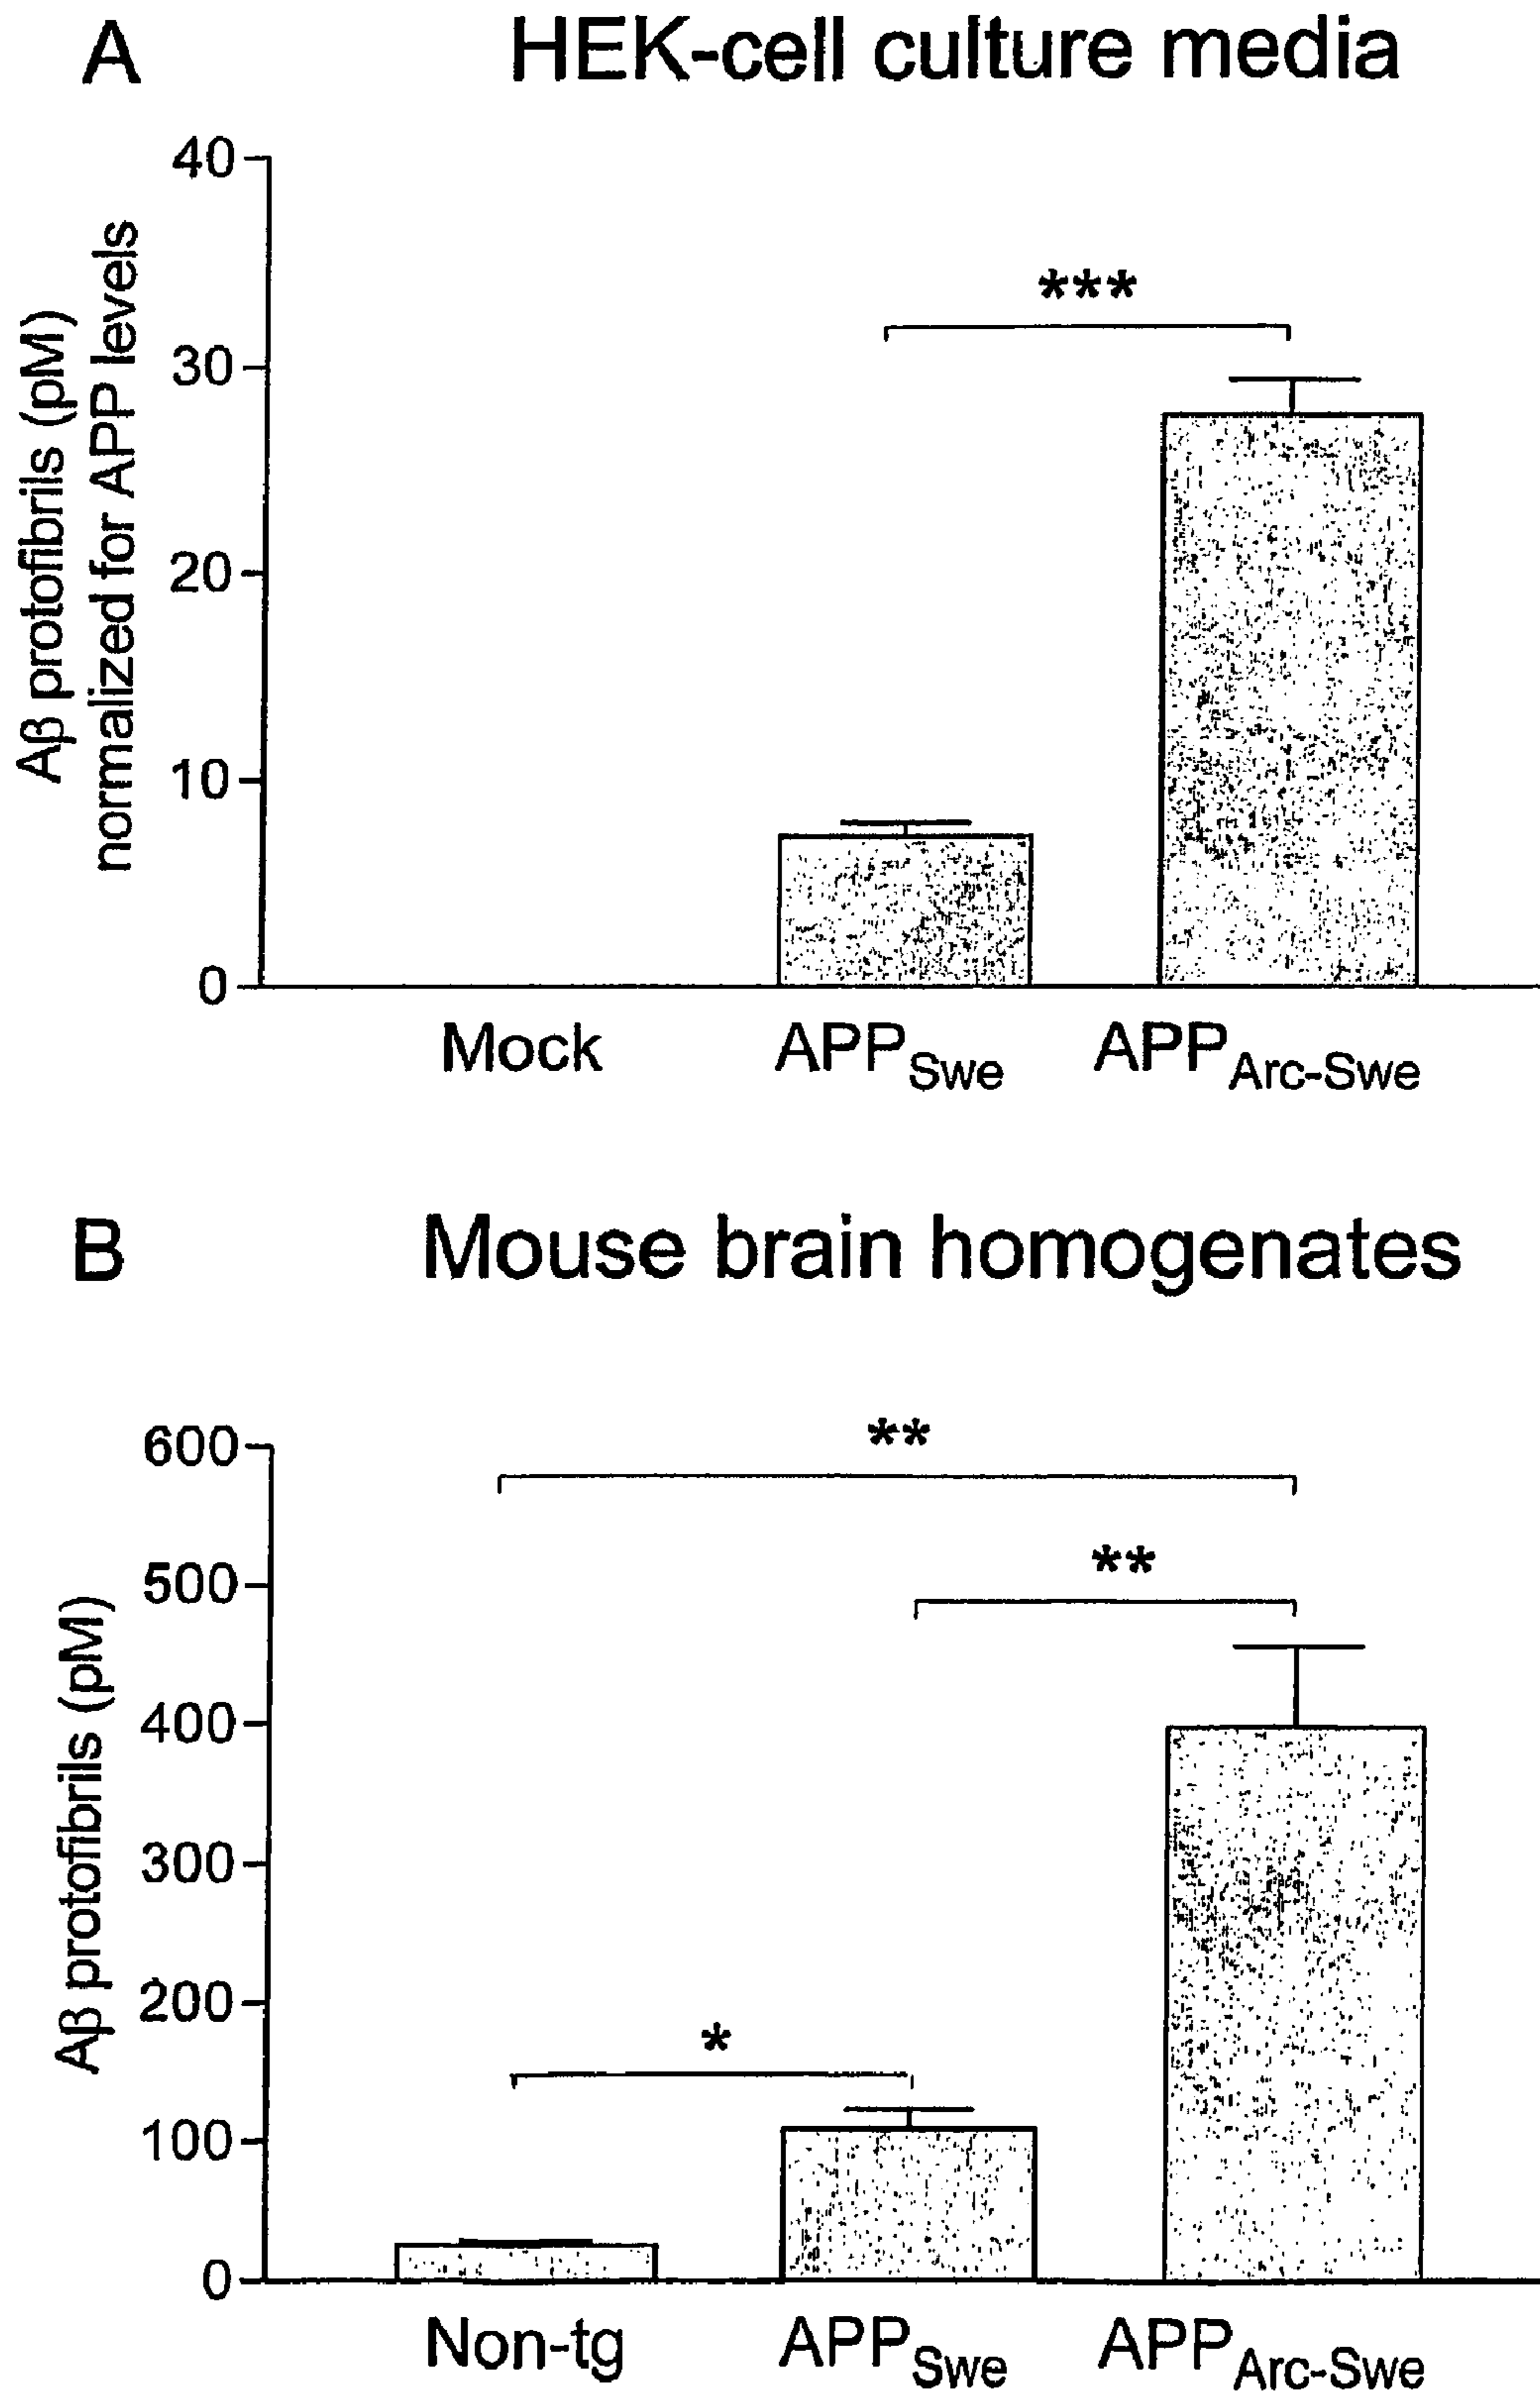 A HEK-cell culture media
Aβ protofibrils (pM)
normalized for APP levels
40
30
20
10
0
***
Mock APPSwe APPArc-Swe
B Mouse brain homogenates
Aβ protofibrils (pM)
600
500
400
300
200
100
0
**
**
*
Non-tg APPSwe APPArc-Swe